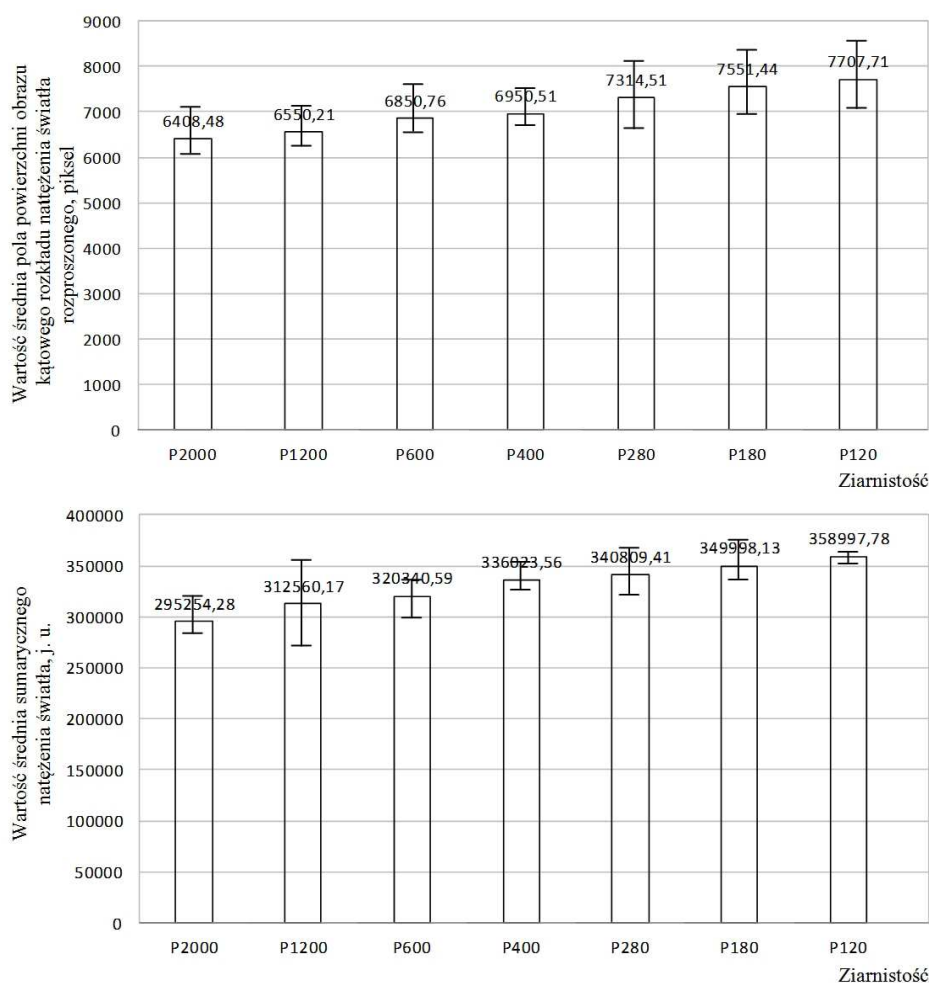 Wartość średnia pola powierzchni obrazu
kątowego rozkładu nattężenia światła
rozproszonego, piksel
9000
8000
7000
6000
5000
4000
3000
2000
1000
0
6408,48
6550,21
6850,76
6950,51
7314,51
7551,44
7707,71
P2000
P1200
P600
P400
P280
P180
P120
Ziarnistość
Wartość średnia sumarycznego
natężenia światła, j. u.
400000
350000
300000
250000
200000
150000
100000
50000
0
295254,28
312560,17
320340,59
336023,56
340809,41
349998,13
358997,78
P2000
P1200
P600
P400
P280
P180
P120
Ziarnistość